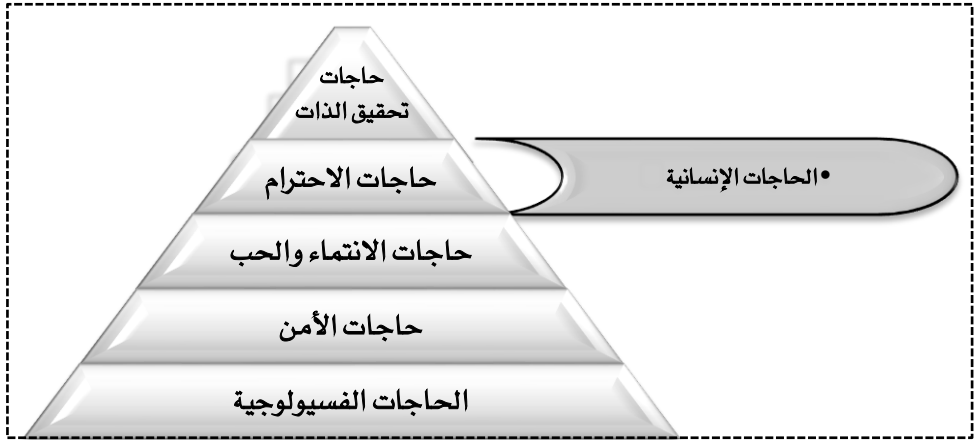 حاجات
تحقيق الذات
حاجات الاحترام
•الحاجات الإنسانية
حاجات الانتماء والحب
حاجات الأمن
الحاجات الفسيولوجية